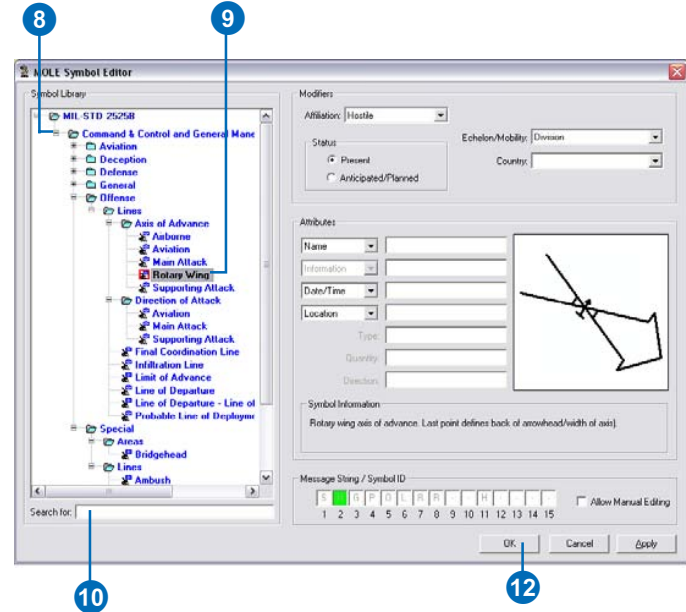 8 9
MOLE Symbol Editor
Symbol Library
MIL-STD 2525B
Command & Control and General Mane
Aviation
Deception
Defense
General
Offense
Lines
Axis of Advance
Airborne
Aviation
Main Attack
Rotary Wing
Supporting Attack
Direction of Attack
Aviation
Main Attack
Supporting Attack
Final Coordination Line
Infiltration Line
Limit of Advance
Line of Departure
Line of Departure - Line of
Probable Line of Deployme
Special
Areas
Bridgehead
Lines
Ambush
Search for:
Modifiers
Affiliation: Hostile
Status
Present
Anticipated/Planned
Echelon/Mobility: Division
Country:
Attributes
Name
Information
Date/Time
Location
Type:
Quantity:
Direction:
Symbol Information
Rotary wing axis of advance. Last point defines back of arrowhead/width of axis).
Message String / Symbol ID
G P O L - - H - - - -
1 2 3 4 5 6 7 8 9 10 11 12 13 14 15
Allow Manual Editing
OK Cancel Apply
10 12